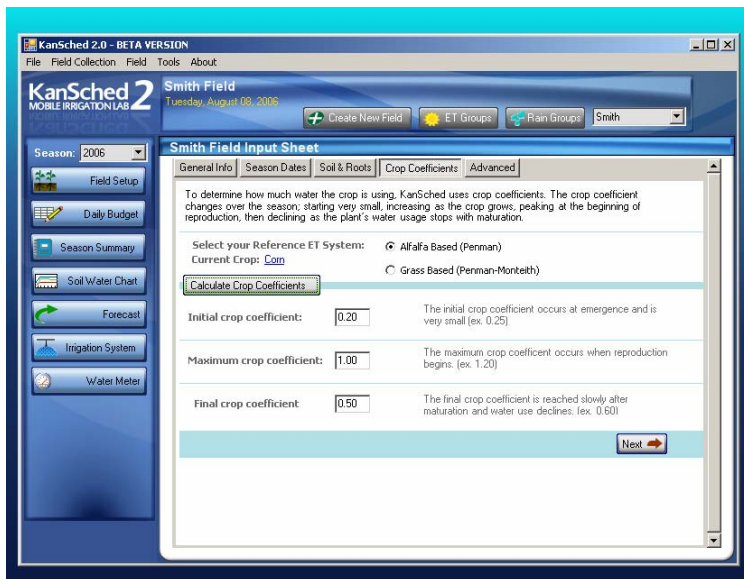 KanSched 2.0 - BETA VERSION
File Field Collection Field Tools About
KanSched 2
MOBILE IRRIGATION LAB
Smith Field
Tuesday, August 08, 2006
Create New Field
ET Groups
Rain Groups
Smith
Season: 2006
Field Setup
Daily Budget
Season Summary
Soil Water Chart
Forecast
Irrigation System
Water Meter
Smith Field Input Sheet
General Info Season Dates Soil & Roots Crop Coefficients Advanced
To determine how much water the crop is using, KanSched uses crop coefficients. The crop coefficient
changes over the season; starting very small, increasing as the crop grows, peaking at the beginning of
reproduction, then declining as the plant's water usage stops with maturation.
Select your Reference ET System: Alfalfa Based (Penman)
Current Crop: Corn
Grass Based (Penman-Monteith)
Calculate Crop Coefficients
Initial crop coefficient: 0.20
The initial crop coefficient occurs at emergence and is
very small (ex. 0.25)
Maximum crop coefficient: 1.00
The maximum crop coefficent occurs when reproduction
begins. (ex. 1.20)
Final crop coefficient 0.50
The final crop coefficient is reached slowly after
maturation and water use declines. (ex. 0.60)
Next